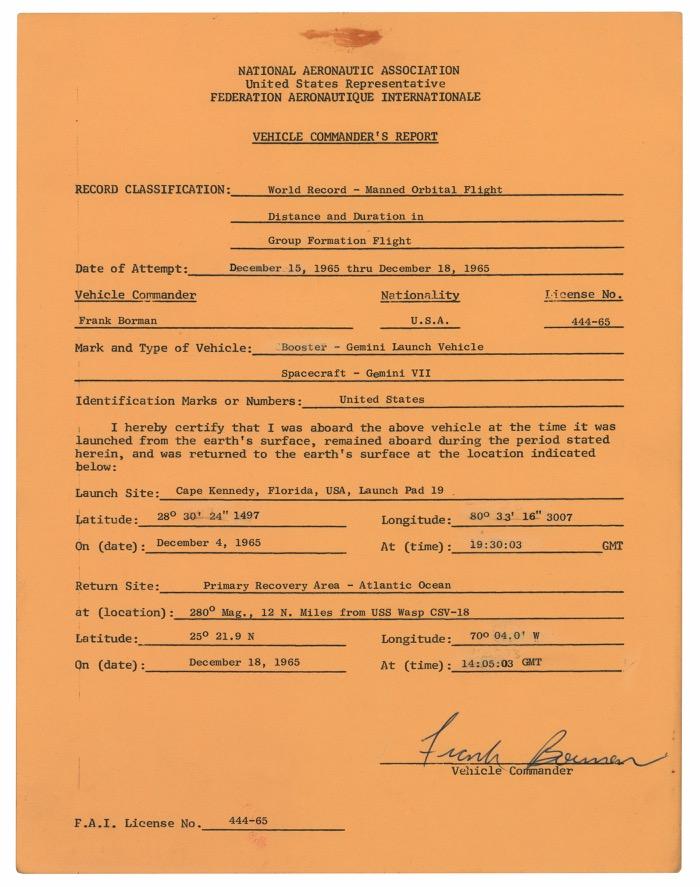 NATIONAL AERONAUTIC ASSOCIATION
United States Representative
FEDERATION AERONAUTIQUE INTERNATIONALE
VEHICLE COMMANDER'S REPORT
RECORD CLASSIFICATION: World Record - Manned Orbital Flight
Distance and Duration in
Group Formation Flight
Date of Attempt: December 15, 1965 thru December 18, 1965
Vehicle Commander Nationality License No.
Frank Borman U.S.A. 444-65
Mark and Type of Vehicle: Booster - Gemini Launch Vehicle
Spacecraft - Gemini VII
Identification Marks or Numbers: United States
I hereby certify that I was aboard the above vehicle at the time it was
launched from the earth's surface, remained aboard during the period stated
herein, and was returned to the earth's surface at the location indicated
below:
Launch Site: Cape Kennedy, Florida, USA, Launch Pad 19
Latitude: 28° 30' 24" 1497 Longitude: 80° 33' 16" 3007
On (date): December 4, 1965 At (time): 19:30:03 GMT
Return Site: Primary Recovery Area - Atlantic Ocean
at (location): 280° Mag., 12 N. Miles from USS Wasp CSV-18
Latitude: 25° 21.9 N Longitude: 70° 04.0' W
On (date): December 18, 1965 At (time): 14:05:03 GMT
Frank Borman
Vehicle Commander
F.A.I. License No. 444-65